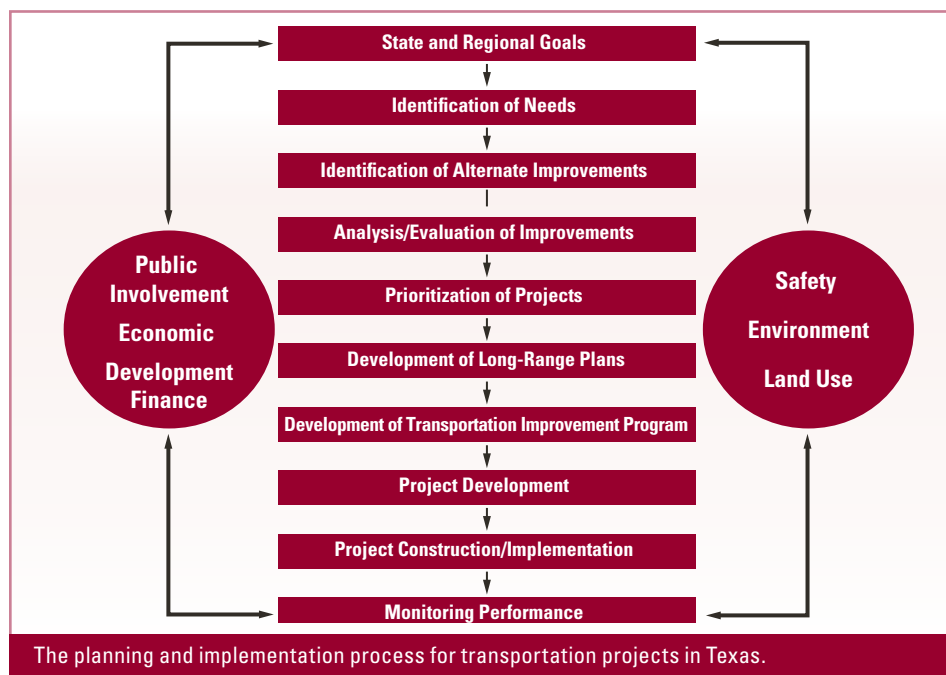 State and Regional Goals
Identification of Needs
Identification of Alternate Improvements
Analysis/Evaluation of Improvements
Prioritization of Projects
Development of Long-Range Plans
Development of Transportation Improvement Program
Project Development
Project Construction/Implementation
Monitoring Performance
Public
Involvement
Economic
Development
Finance
Safety
Environment
Land Use
The planning and implementation process for transportation projects in Texas.